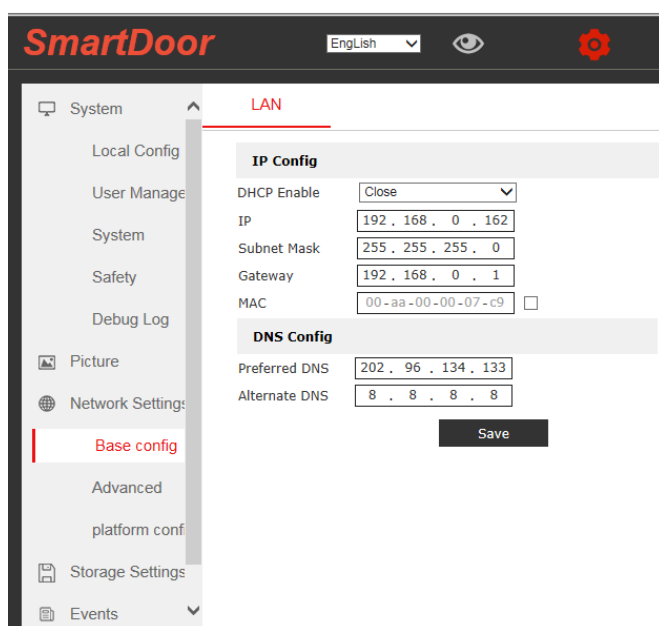 SmartDoor
EngLish
System
Local Config
User Manage
System
Safety
Debug Log
Picture
Network Settings
Base config
Advanced
platform confi
Storage Settings
Events
LAN
IP Config
DHCP Enable Close
IP 192 . 168 . 0 . 162
Subnet Mask 255 . 255 . 255 . 0
Gateway 192 . 168 . 0 . 1
MAC 00-aa-00-00-07-c9
DNS Config
Preferred DNS 202 . 96 . 134 . 133
Alternate DNS 8 . 8 . 8 . 8
Save